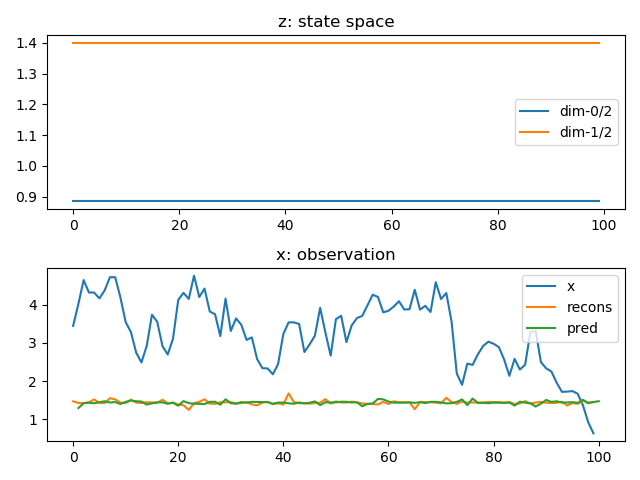 z: state space
1.4
1.3
1.2
1.1
1.0
0.9
dim-0/2
dim-1/2
0 20 40 60 80 100
x: observation
4
3
2
1
x
recons
pred
0 20 40 60 80 100